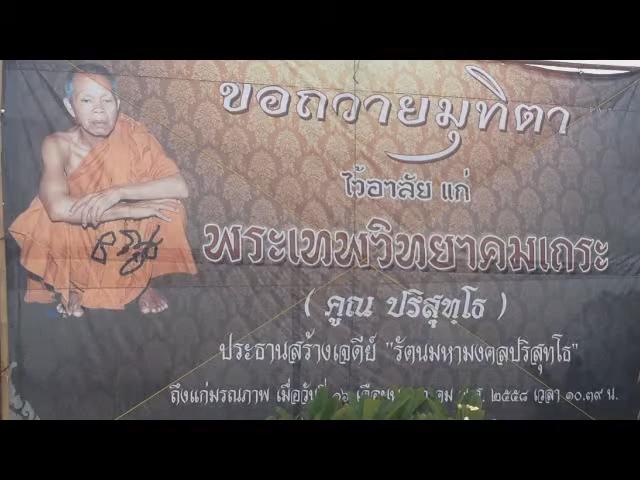 ขอถวายมุทิตา
ไว้อาลัย แก่
พระเทพวิทยาคมเถระ
( คูณ ปริสุทฺโธ )
ประธานสร้างเจดีย์ "รัตนมหามงคลปริสุทโธ"
ถึงแก่มรณภาพ เมื่อวันที่ ๒๕๕๘ เวลา ๑๐.๓๙ น.